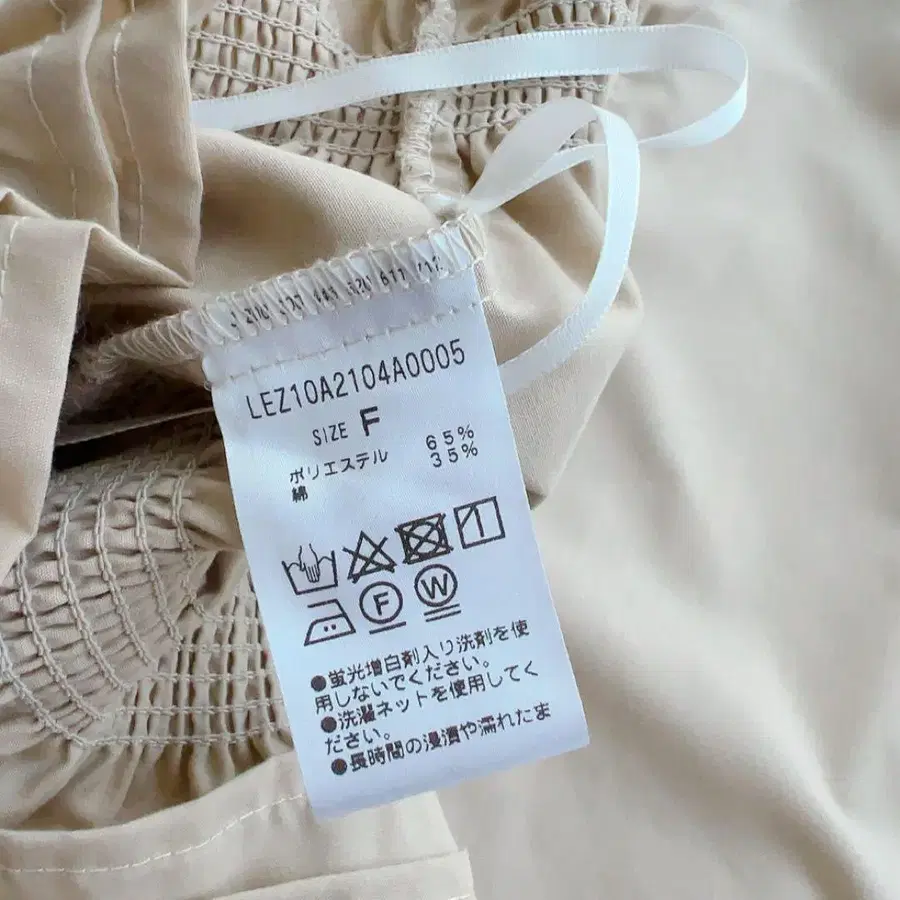 LEZ10A2104A0005
SIZE F
ポリエステル 65%
綿 35%
F W
●蛍光増白剤入り洗剤を使
用しないでください。
●洗濯ネットを使用してく
ださい。
●長時間の浸漬や濡れたま